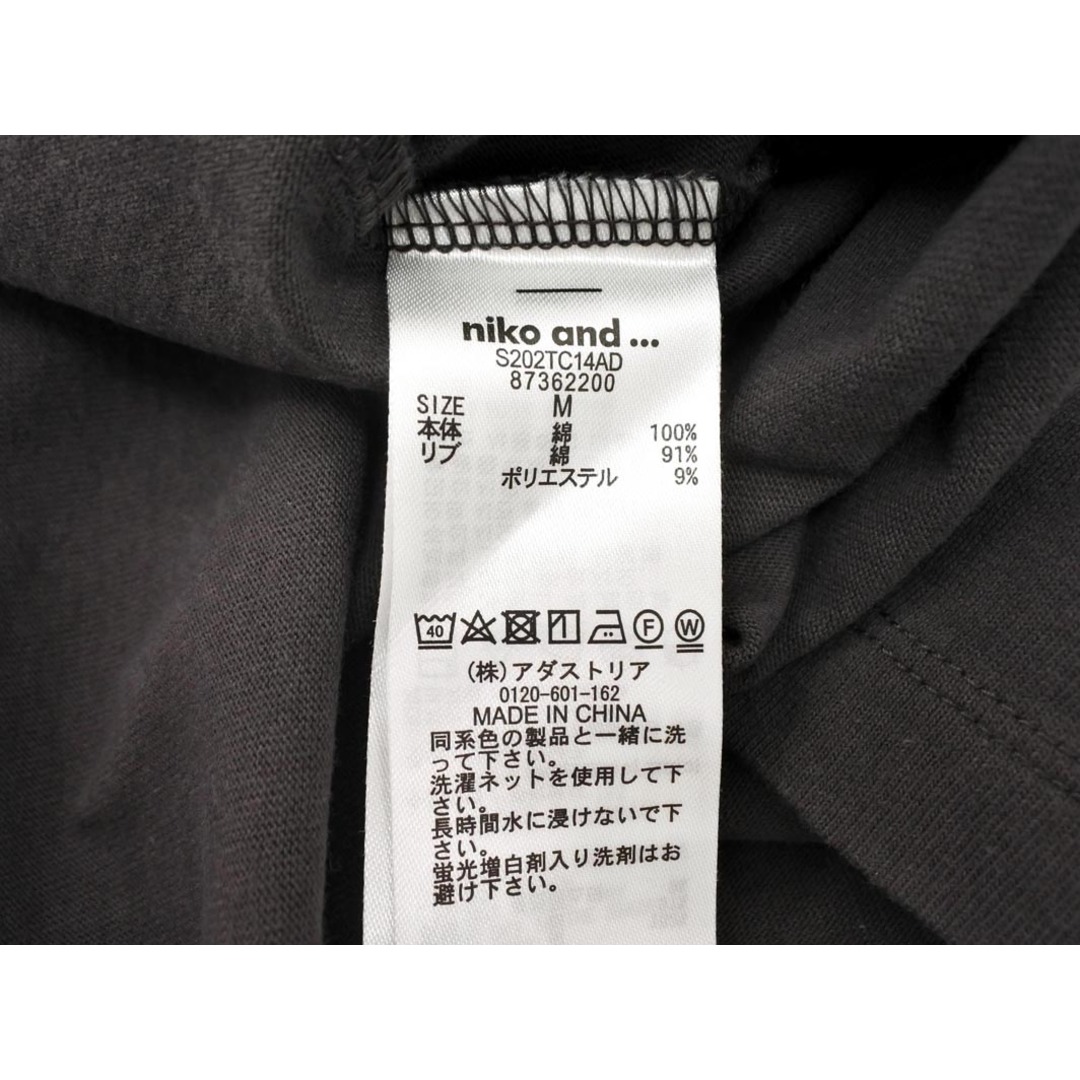 niko and ...
S202TC14AD
87362200
SIZE M
本体 綿 100%
リブ 綿 91%
ポリエステル 9%
40 F W
(株)アダストリア
0120-601-162
MADE IN CHINA
同系色の製品と一緒に洗
って下さい。
洗濯ネットを使用して下
さい。
長時間水に浸けないで下
さい。
蛍光増白剤入り洗剤はお
避け下さい。